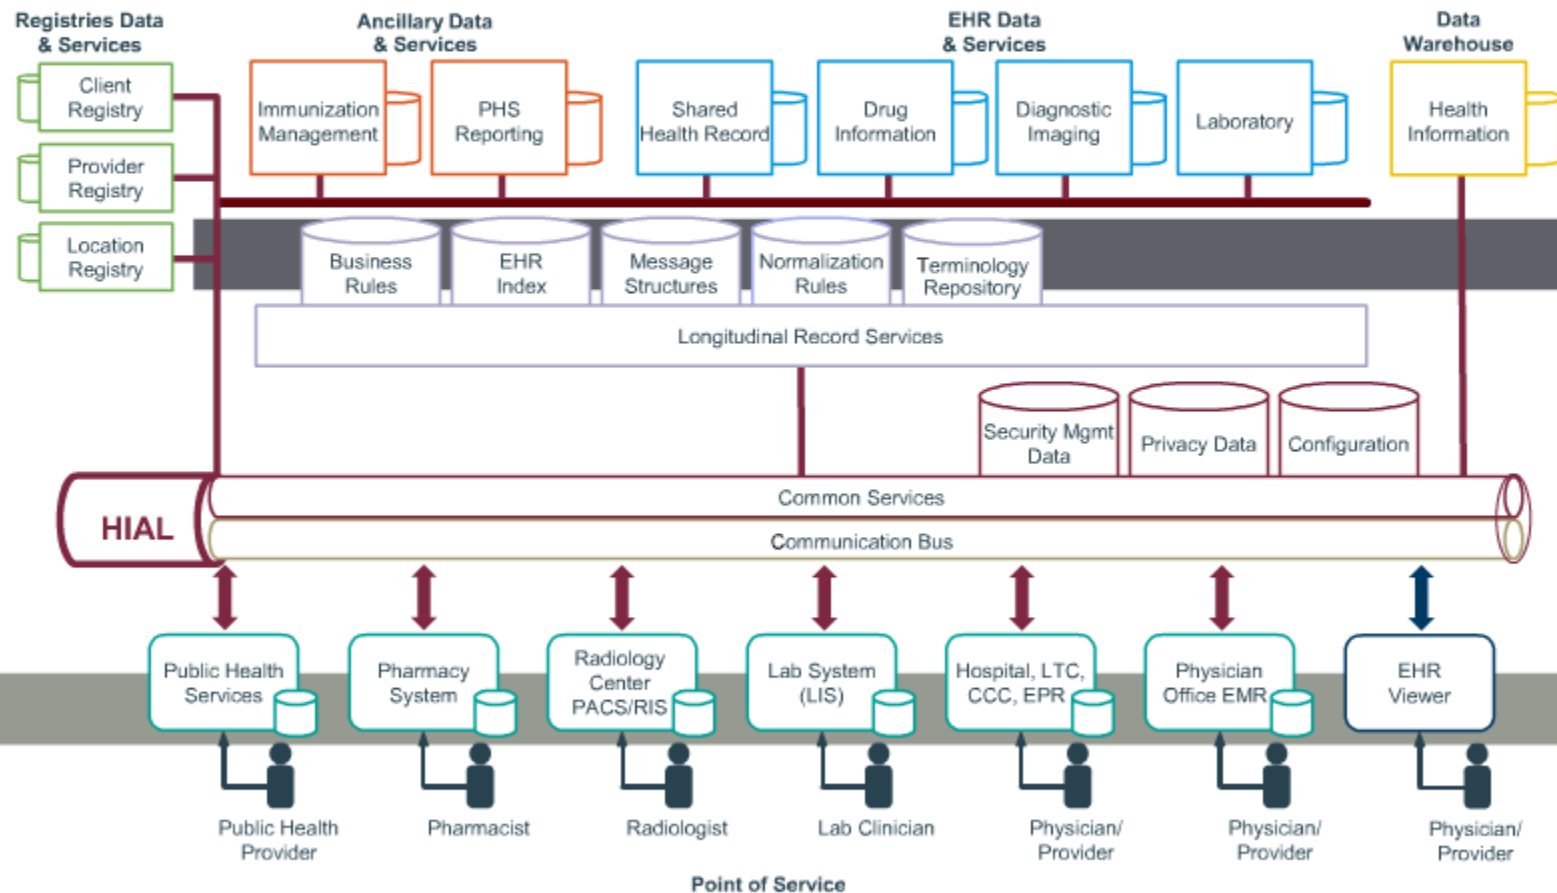 Registries Data
& Services
Ancillary Data
& Services
EHR Data
& Services
Data
Warehouse
Client
Registry
Provider
Registry
Location
Registry
Immunization
Management
PHS
Reporting
Shared
Health Record
Drug
Information
Diagnostic
Imaging
Laboratory
Health
Information
Business
Rules
EHR
Index
Message
Structures
Normalization
Rules
Terminology
Repository
Longitudinal Record Services
Security Mgmt
Data
Privacy Data
Configuration
HIAL
Common Services
Communication Bus
Public Health
Services
Pharmacy
System
Radiology
Center
PACS/RIS
Lab System
(LIS)
Hospital, LTC,
CCC, EPR
Physician
Office EMR
EHR
Viewer
Public Health
Provider
Pharmacist
Radiologist
Lab Clinician
Physician/
Provider
Physician/
Provider
Physician/
Provider
Point of Service